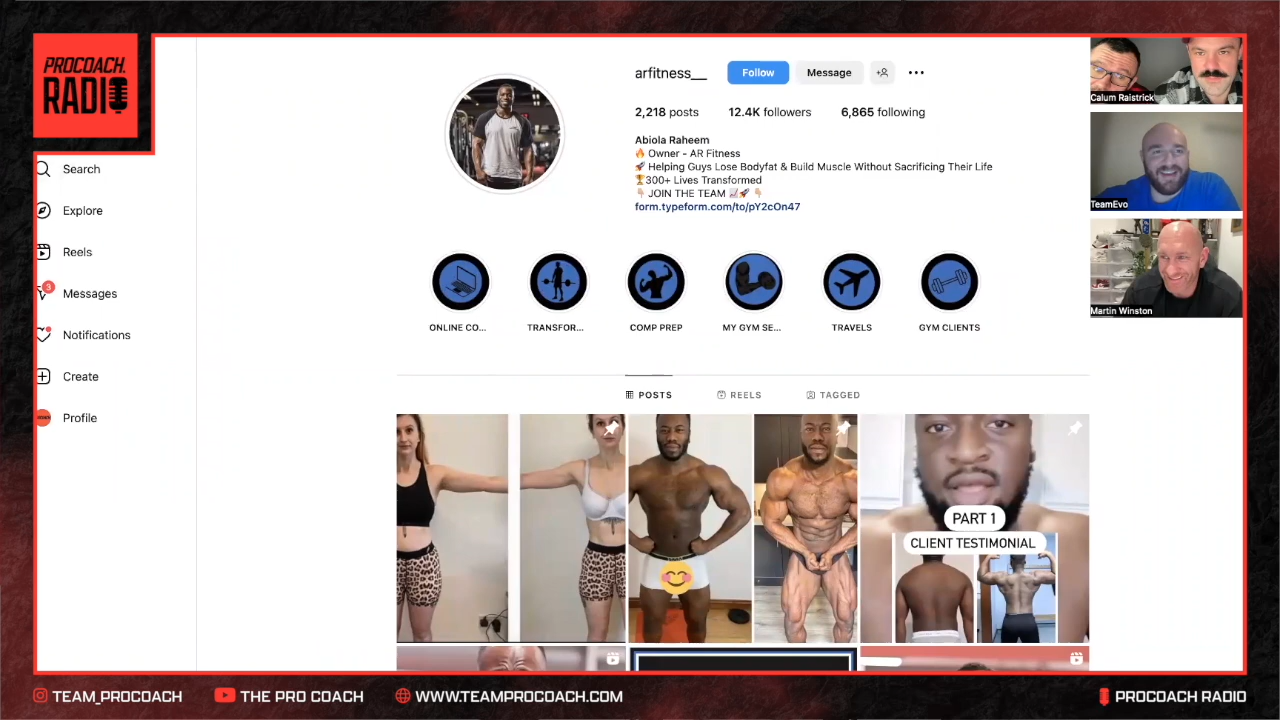 PROCOACH.
RADIO
Search
Explore
Reels
3
Messages
Notifications
Create
Profile
arfitness__
Follow
Message
2,218 posts
12.4K followers
6,865 following
Abiola Raheem
🔥 Owner - AR Fitness
🚀 Helping Guys Lose Bodyfat & Build Muscle Without Sacrificing Their Life
🏆300+ Lives Transformed
👇🏼 JOIN THE TEAM 📈🚀 👇🏼
form.typeform.com/to/pY2cOn47
ONLINE CO...
TRANSFOR...
COMP PREP
MY GYM SE...
TRAVELS
GYM CLIENTS
POSTS
REELS
TAGGED
PART 1
CLIENT TESTIMONIAL
Calum Raistrick
TeamEvo
Martin Winston
TEAM_PROCOACH
THE PRO COACH
WWW.TEAMPROCOACH.COM
PROCOACH RADIO